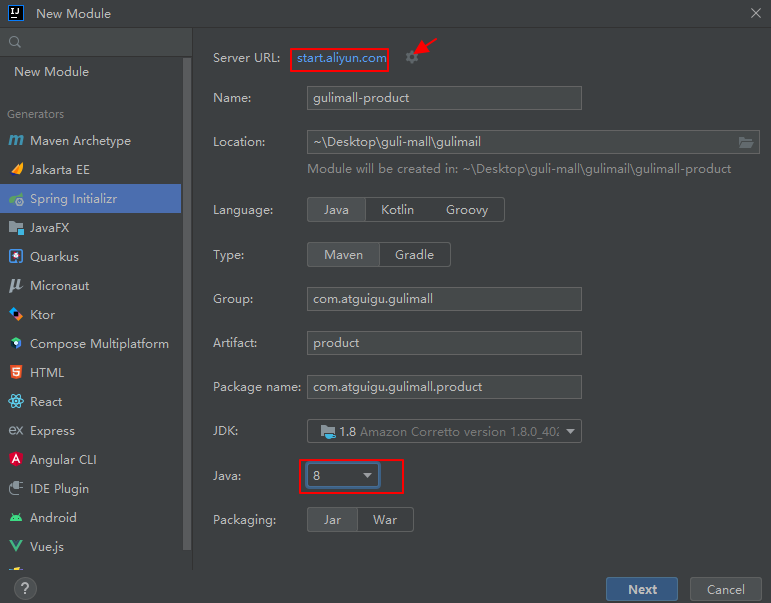 New Module
Server URL: start.aliyun.com
New Module
Name: gulimall-product
Generators
Maven Archetype
Location: ~\Desktop\guli-mall\gulimail
Jakarta EE
Module will be created in: ~\Desktop\guli-mall\gulimail\gulimall-product
Spring Initializr
Language: Java Kotlin Groovy
JavaFX
Quarkus
Type: Maven Gradle
Micronaut
Group: com.atguigu.gulimall
Ktor
Compose Multiplatform
Artifact: product
HTML
Package name: com.atguigu.gulimall.product
React
Express
JDK: 1.8 Amazon Corretto version 1.8.0_402
Angular CLI
Java: 8
IDE Plugin
Android
Packaging: Jar War
Vue.js
? Next Cancel